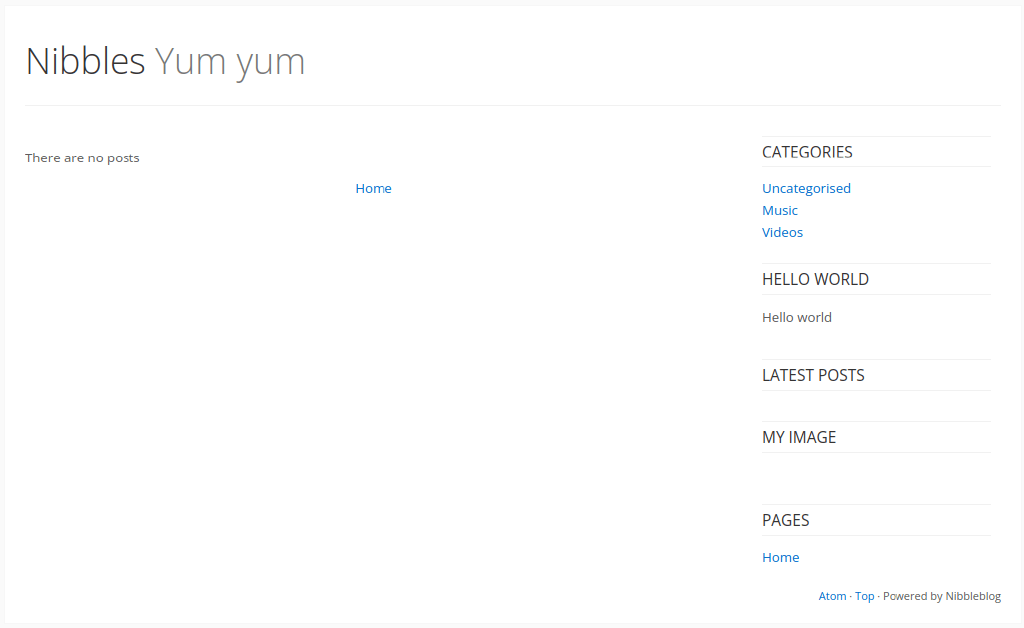 Nibbles Yum yum
There are no posts
Home
CATEGORIES
Uncategorised
Music
Videos
HELLO WORLD
Hello world
LATEST POSTS
MY IMAGE
PAGES
Home
Atom · Top · Powered by Nibbleblog